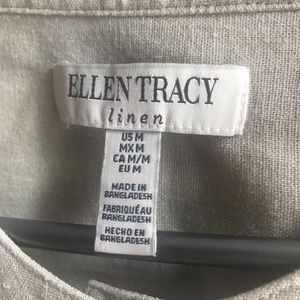 ELLEN TRACY
linen
US M
MX M
CA M/M
EU M
MADE IN
BANGLADESH
FABRIQUÉ AU
BANGLADESH
HECHO EN
BANGLADESH